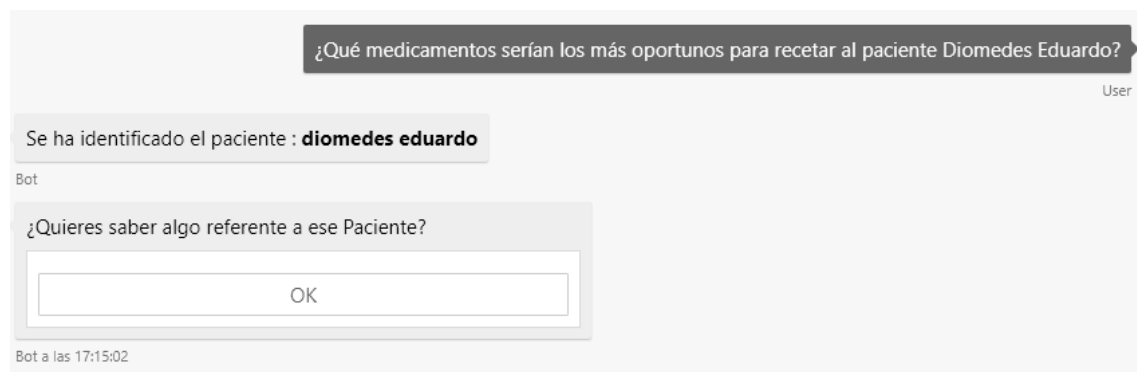 ¿Qué medicamentos serían los más oportunos para recetar al paciente Diomedes Eduardo?
User
Se ha identificado el paciente : diomedes eduardo
Bot
¿Quieres saber algo referente a ese Paciente?
OK
Bot a las 17:15:02